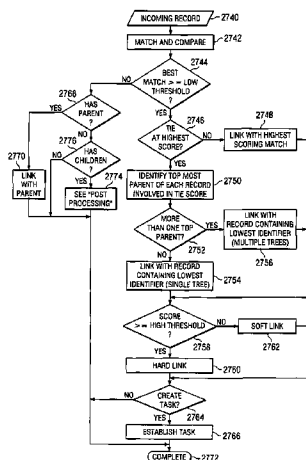 INCOMING RECORD 2740
MATCH AND COMPARE 2742
2744
BEST
MATCH >= LOW
THRESHOLD
?
NO
YES
2768
HAS
PARENT
?
YES
NO
2746
TIE
AT HIGHEST
SCORE?
NO
YES
2748
LINK WITH HIGHEST
SCORING MATCH
2776
HAS
CHILDREN
?
NO
YES
2770
LINK
WITH
PARENT
2774
SEE "POST
PROCESSING"
IDENTIFY TOP MOST
PARENT OF EACH RECORD
INVOLVED IN THE SCORE
2750
MORE
THAN ONE TOP
PARENT?
2752
YES
NO
LINK WITH
RECORD CONTAINING
LOWEST IDENTIFIER
(MULTIPLE TREES)
2756
LINK WITH RECORD
CONTAINING LOWEST
IDENTIFIER (SINGLE TREE)
2754
SCORE
>= HIGH THRESHOLD
?
2758
NO
YES
SOFT LINK
2762
HARD LINK
2760
CREATE
TASK?
2764
NO
YES
ESTABLISH TASK
2766
COMPLETE 2772